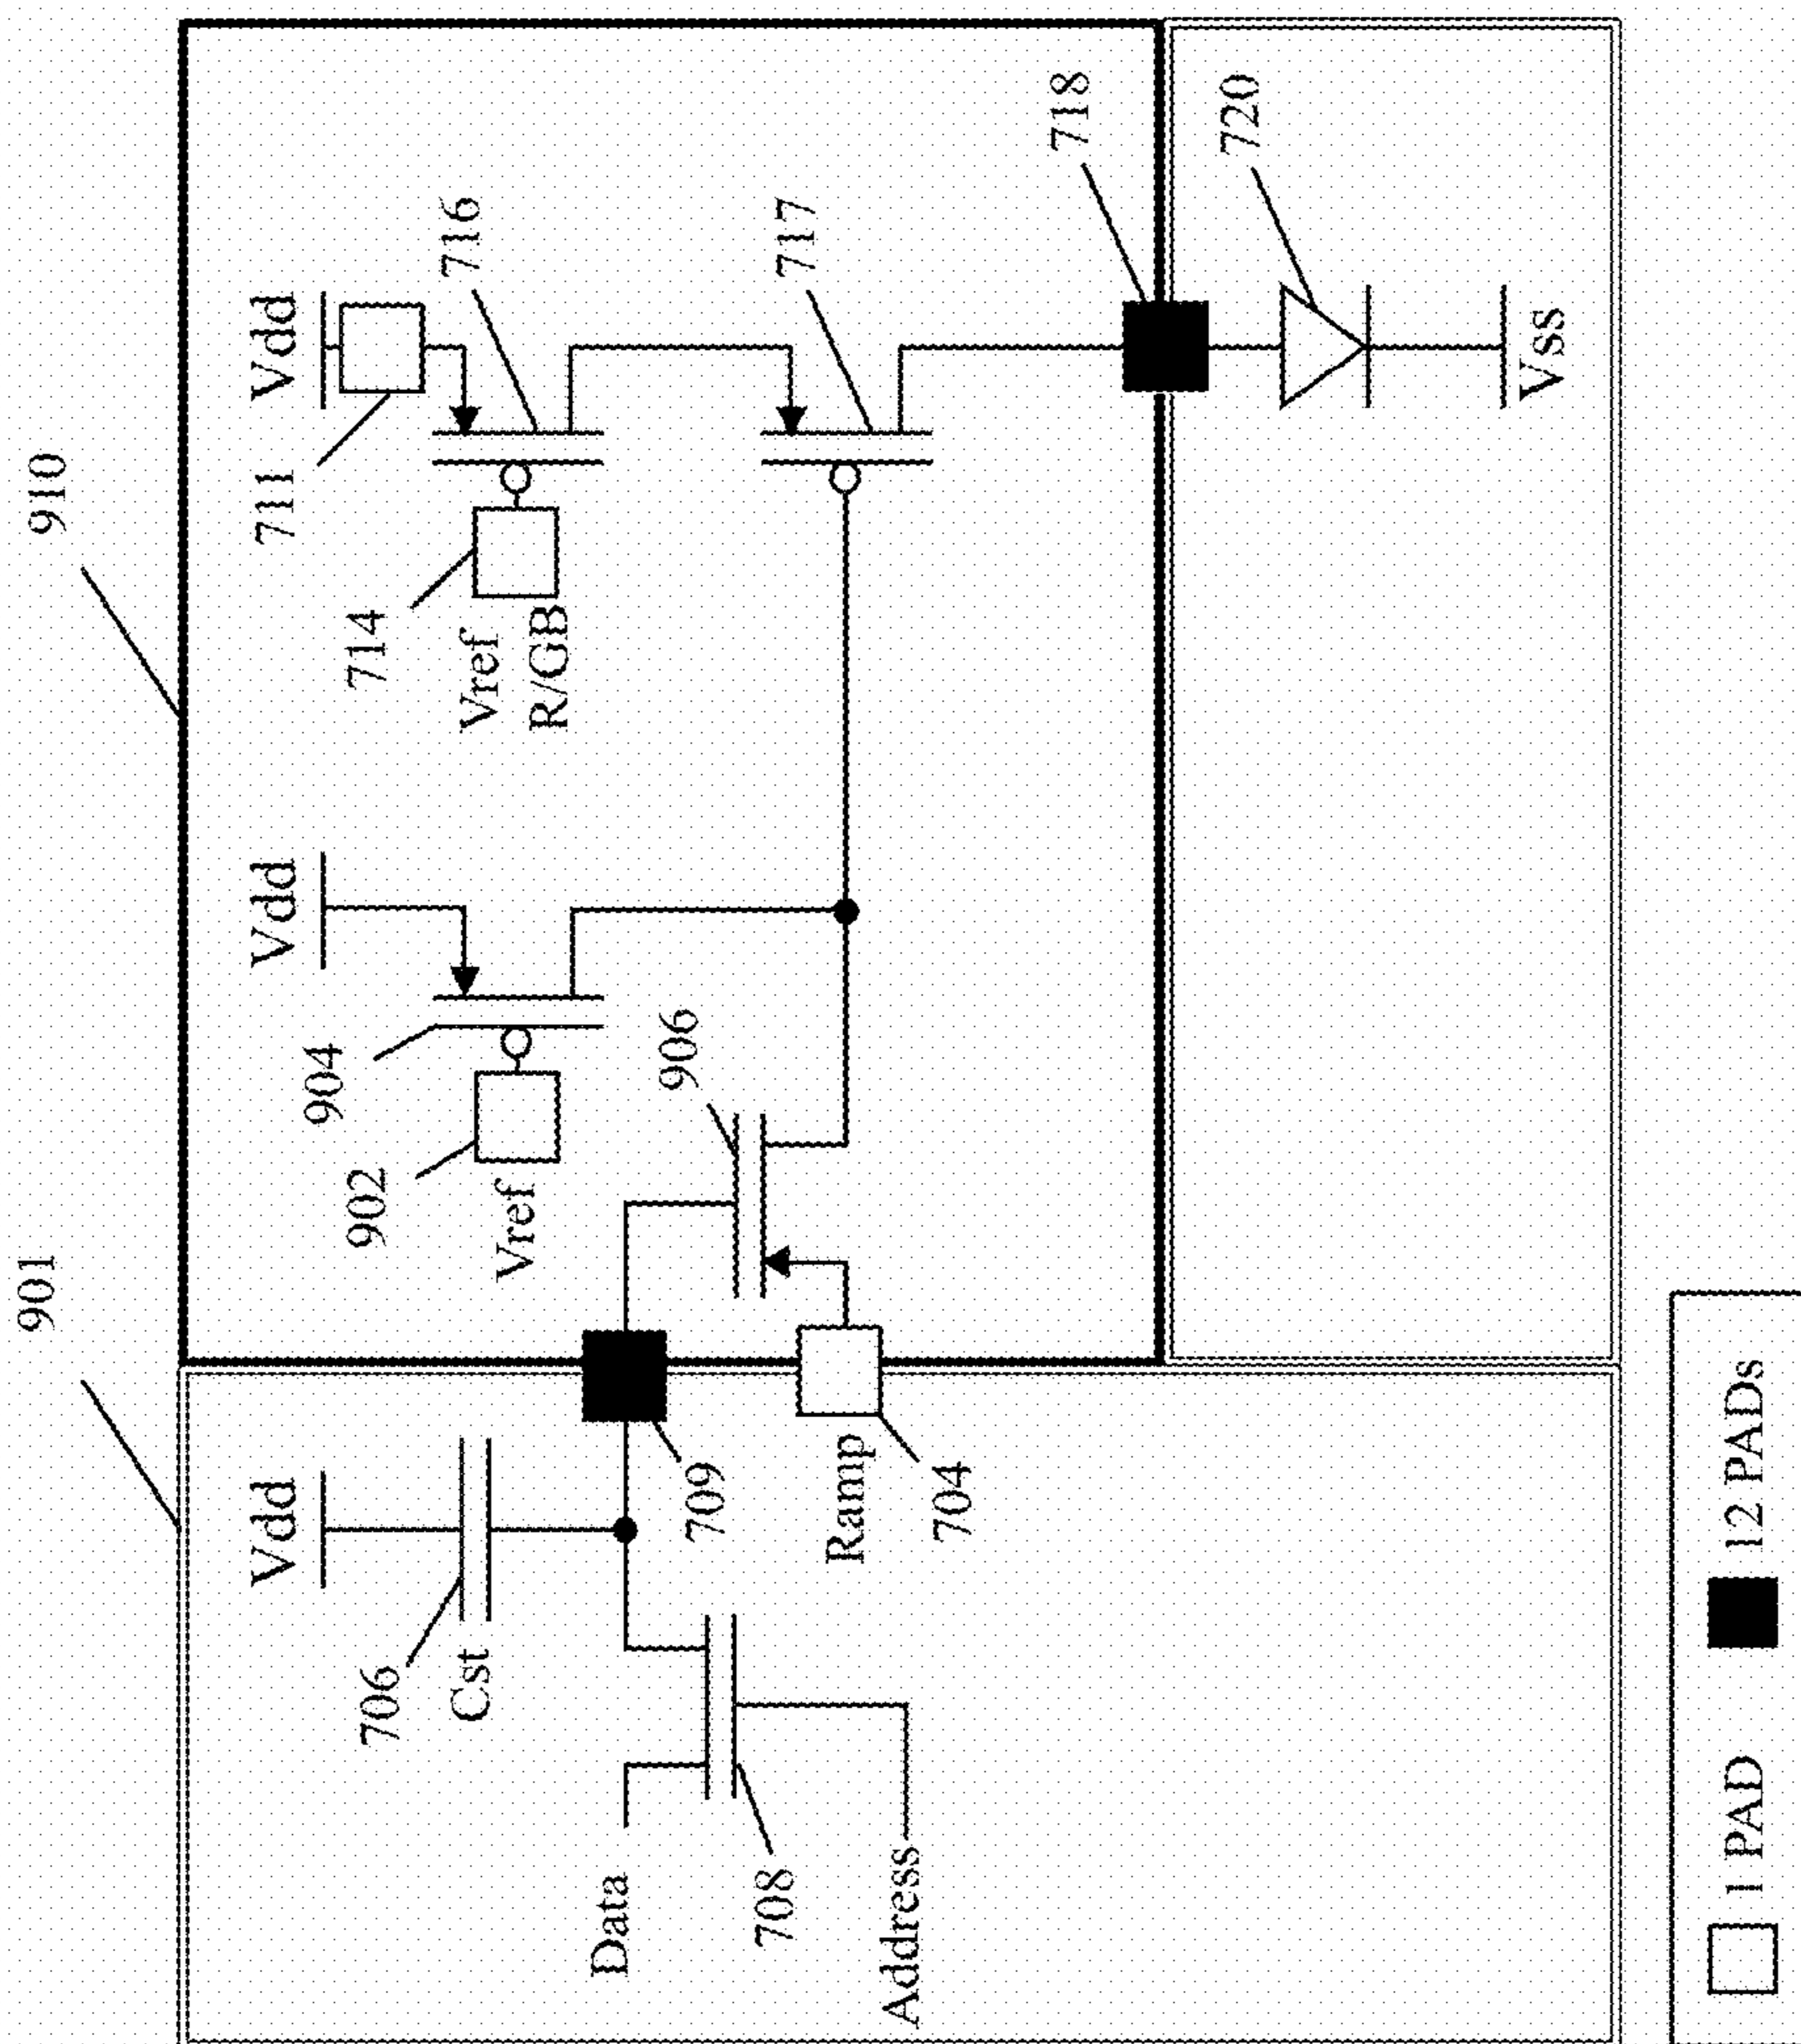 901
910
Vdd
Vdd
Vdd
711
904
902
714
706
Cst
716
Vref
R/GB
Vref
Data
906
709
708
717
Ramp
Address
704
718
720
Vss
1 PAD
12 PADs